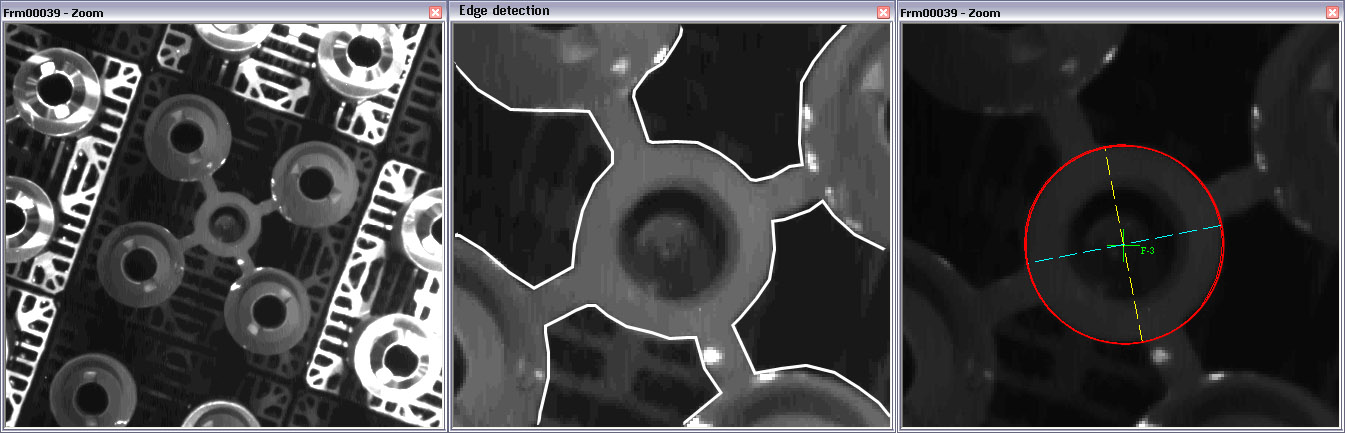 Frm00039 - Zoom
Edge detection
Frm00039 - Zoom
F-3